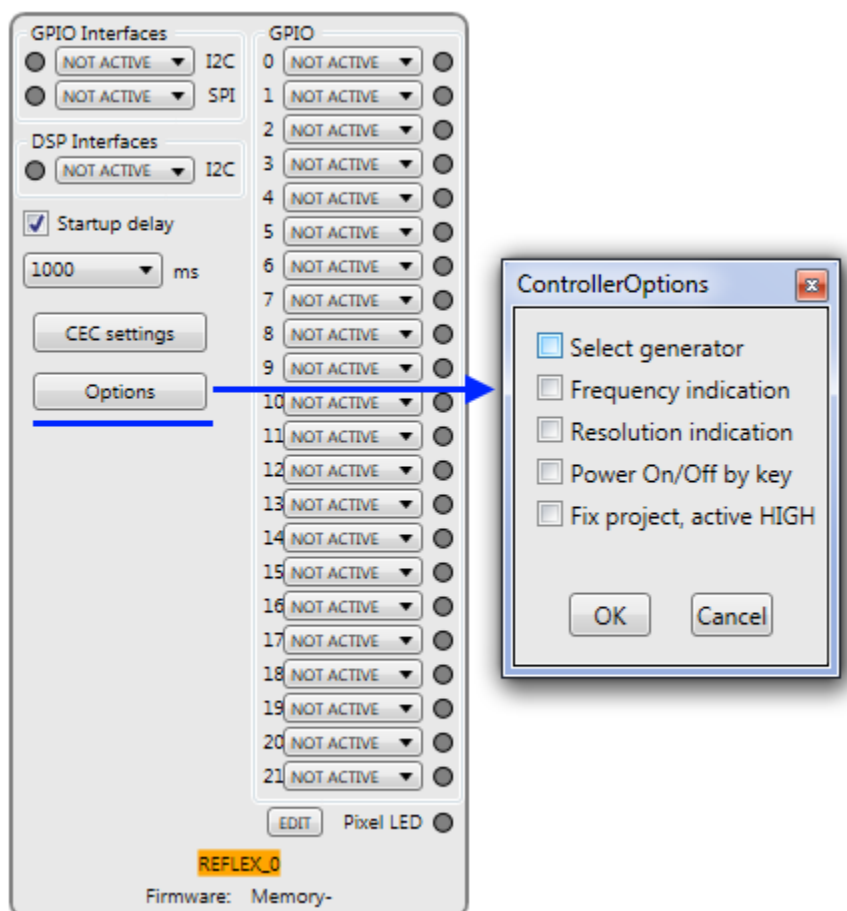 GPIO Interfaces
NOT ACTIVE I2C
NOT ACTIVE SPI
DSP Interfaces
NOT ACTIVE I2C
Startup delay
1000 ms
CEC settings
Options
GPIO
0 NOT ACTIVE
1 NOT ACTIVE
2 NOT ACTIVE
3 NOT ACTIVE
4 NOT ACTIVE
5 NOT ACTIVE
6 NOT ACTIVE
7 NOT ACTIVE
8 NOT ACTIVE
9 NOT ACTIVE
10 NOT ACTIVE
11 NOT ACTIVE
12 NOT ACTIVE
13 NOT ACTIVE
14 NOT ACTIVE
15 NOT ACTIVE
16 NOT ACTIVE
17 NOT ACTIVE
18 NOT ACTIVE
19 NOT ACTIVE
20 NOT ACTIVE
21 NOT ACTIVE
EDIT Pixel LED
REFLEX_0
Firmware: Memory-
ControllerOptions
Select generator
Frequency indication
Resolution indication
Power On/Off by key
Fix project, active HIGH
OK Cancel